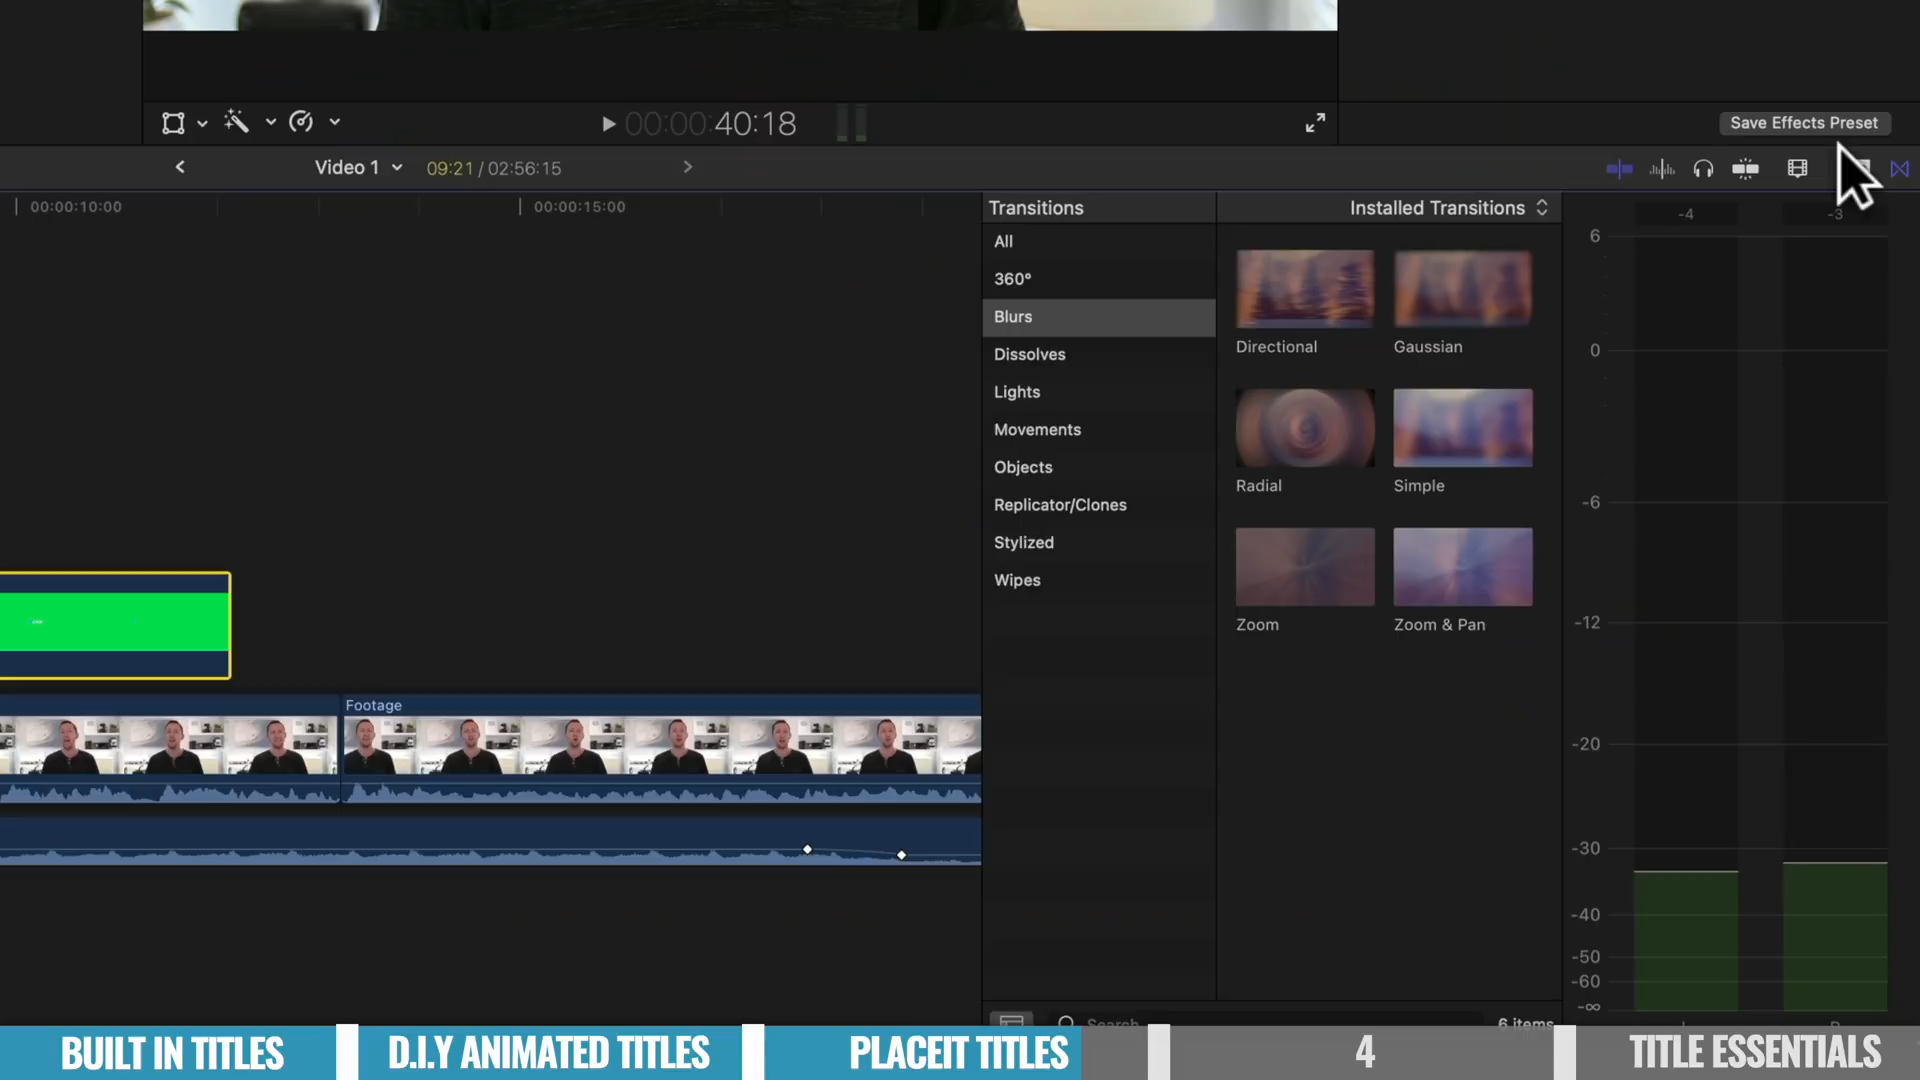 00:00:40:18
Save Effects Preset
Video 1
09:21 / 02:56:15
00:00:10:00
00:00:15:00
Transitions
Installed Transitions
-4
-3
All
360°
Blurs
Dissolves
Lights
Movements
Objects
Replicator/Clones
Stylized
Wipes
Directional
Gaussian
Radial
Simple
Zoom
Zoom & Pan
6
0
-6
-12
-20
-30
-40
-50
-60
-∞
Footage
Search
6 items
BUILT IN TITLES
D.I.Y ANIMATED TITLES
PLACEIT TITLES
4
TITLE ESSENTIALS